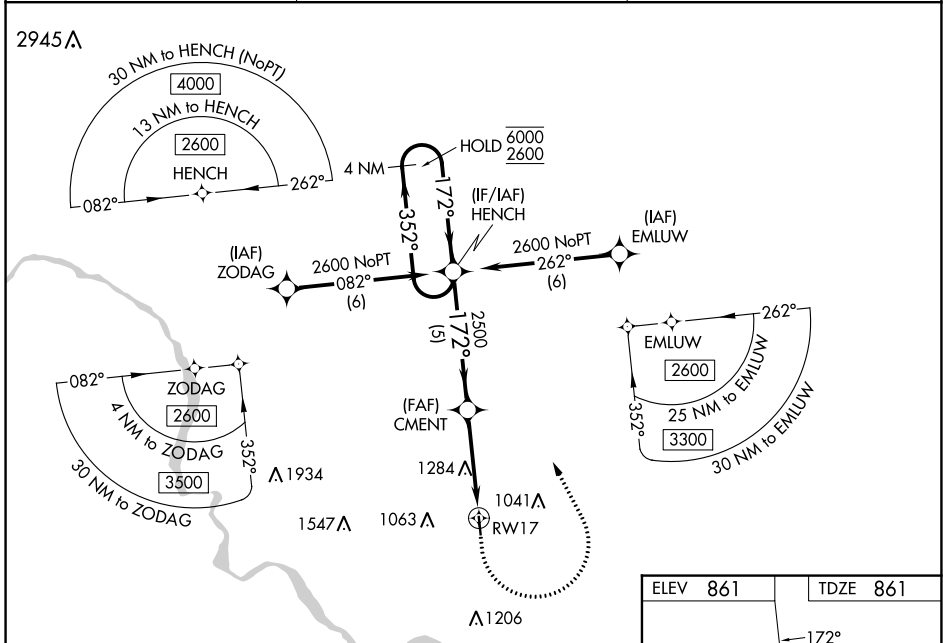 2945
30 NM to HENCH (NoPT)
4000
13 NM to HENCH
2600
HENCH
082°
262°
4 NM
HOLD 6000
2600
172°
352°
(IF/IAF)
HENCH
(IAF)
ZODAG
2600 NoPT
082°
(6)
(IAF)
EMLUW
2600 NoPT
262°
(6)
2500
172°
(5)
(FAF)
CMENT
082°
ZODAG
2600
4 NM to ZODAG
3500
30 NM to ZODAG
352°
262°
EMLUW
2600
25 NM to EMLUW
3300
30 NM to EMLUW
352°
1934
1284
1547
1063
1041
RW17
1206
ELEV 861
TDZE 861
172°